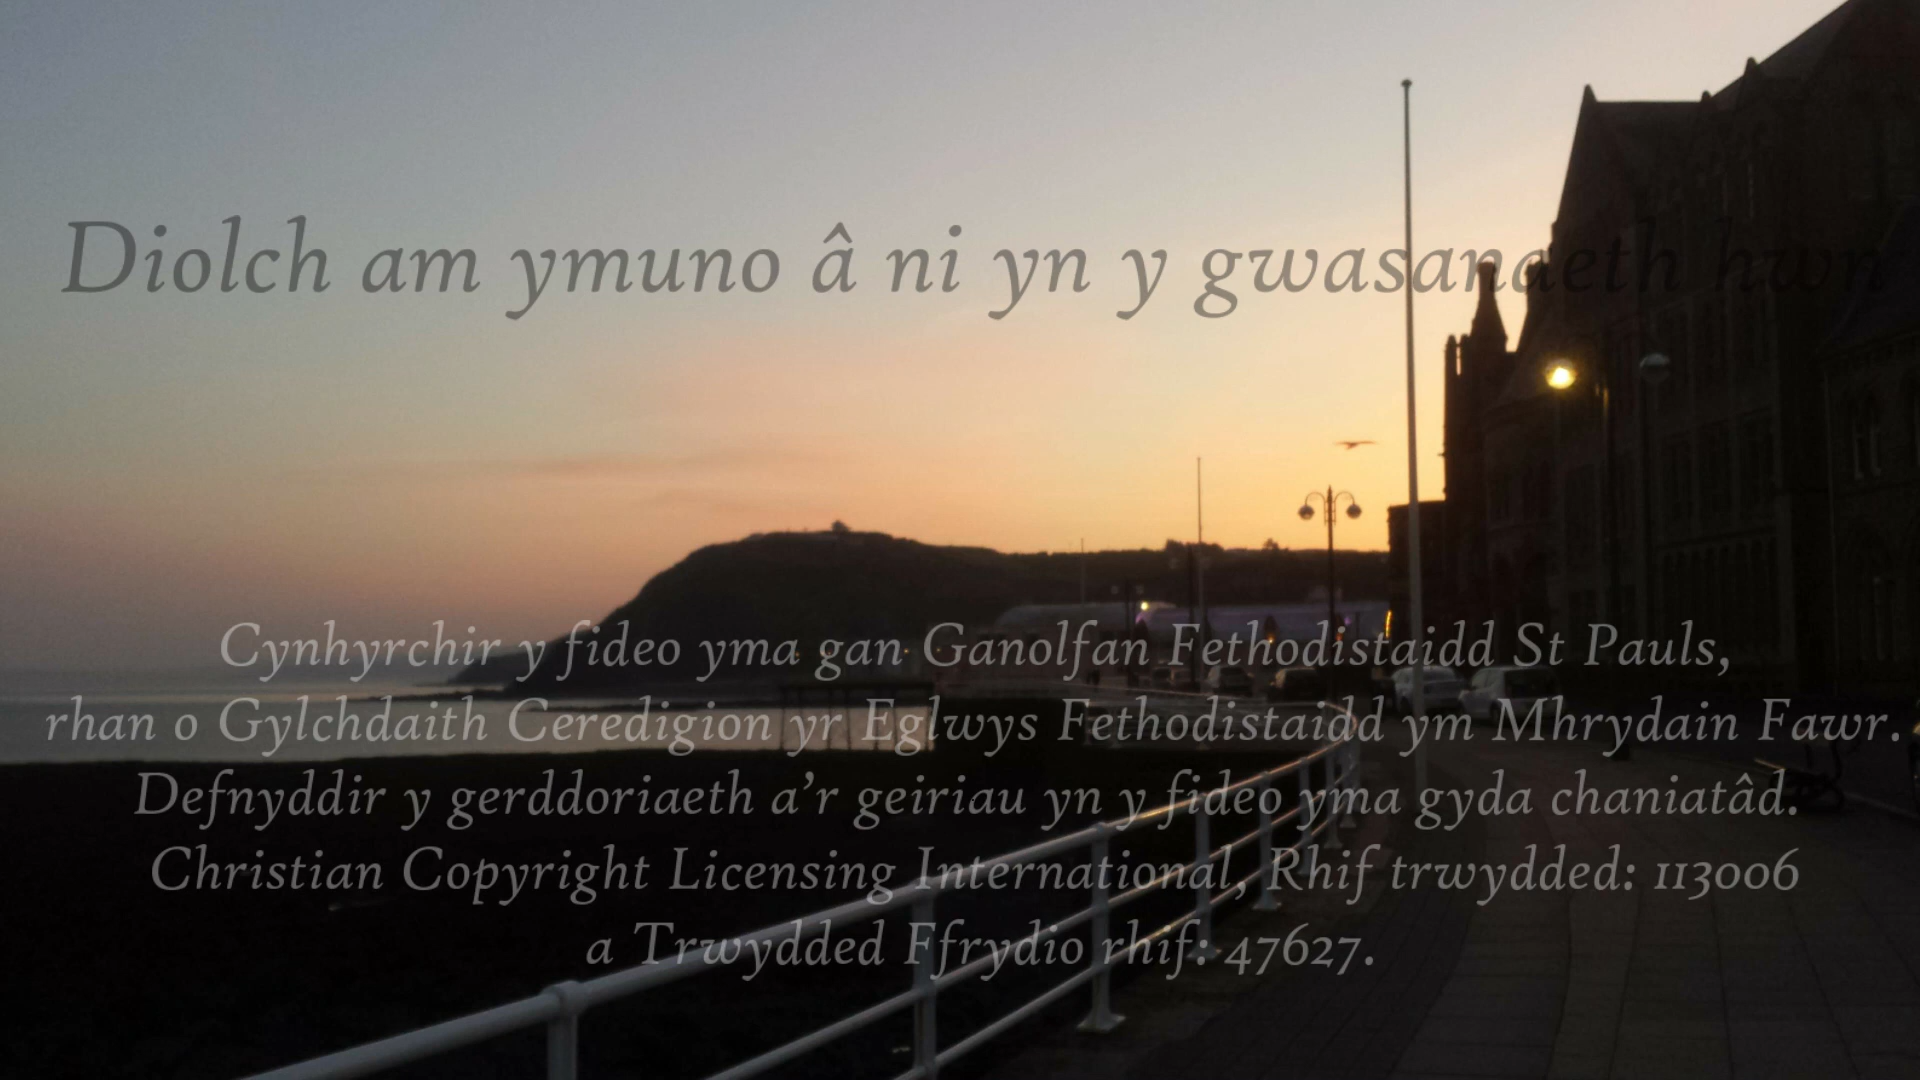 Diolch am ymuno â ni yn y gwasanaeth hwn
Cynhyrchir y fideo yma gan Ganolfan Fethodistaidd St Pauls,
rhan o Gylchdaith Ceredigion yr Eglwys Fethodistaidd ym Mhrydain Fawr.
Defnyddir y gerddoriaeth a’r geiriau yn y fideo yma gyda chaniatâd.
Christian Copyright Licensing International, Rhif trwydded: 113006
a Trwydded Ffrydio rhif: 47627.